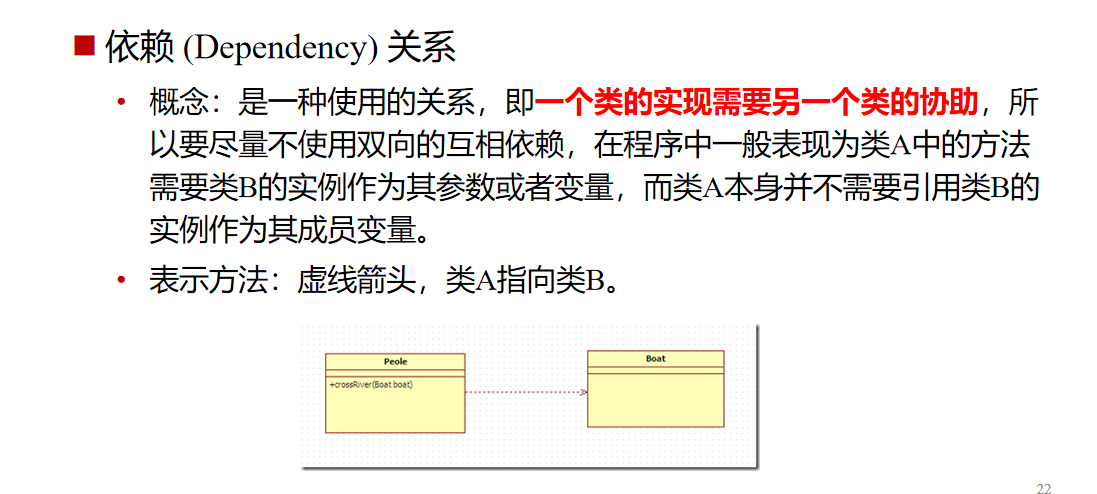 依赖 (Dependency) 关系
• 概念：是一种使用的关系，即一个类的实现需要另一个类的协助，所
以要尽量不使用双向的互相依赖，在程序中一般表现为类A中的方法
需要类B的实例作为其参数或者变量，而类A本身并不需要引用类B的
实例作为其成员变量。
• 表示方法：虚线箭头，类A指向类B。
Peole
+crossRiver(Boat boat)
Boat
22